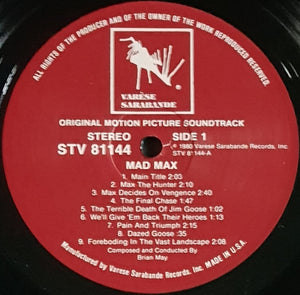 ALL RIGHTS OF THE PRODUCER AND OF THE OWNER OF THE WORK REPRODUCED RESERVED.
VARÈSE
SARABANDE
ORIGINAL MOTION PICTURE SOUNDTRACK
STEREO SIDE 1
STV 81144
℗ 1980 Varèse Sarabande Records, Inc.
STV 81144-A
MAD MAX
1. Main Title 2:03
2. Max The Hunter 2:10
3. Max Decides On Vengence 2:40
4. The Final Chase 1:47
5. The Terrible Death Of Jim Goose 1:01
6. We'll Give 'Em Back Their Heroes 1:13
7. Pain and Triumph 2:15
8. Dazed Goose :35
9. Foreboding In The Vast Landscape 2:08
Composed and Conducted By
Brian May
Manufactured by Varese Sarabande Records, Inc. MADE IN U.S.A.